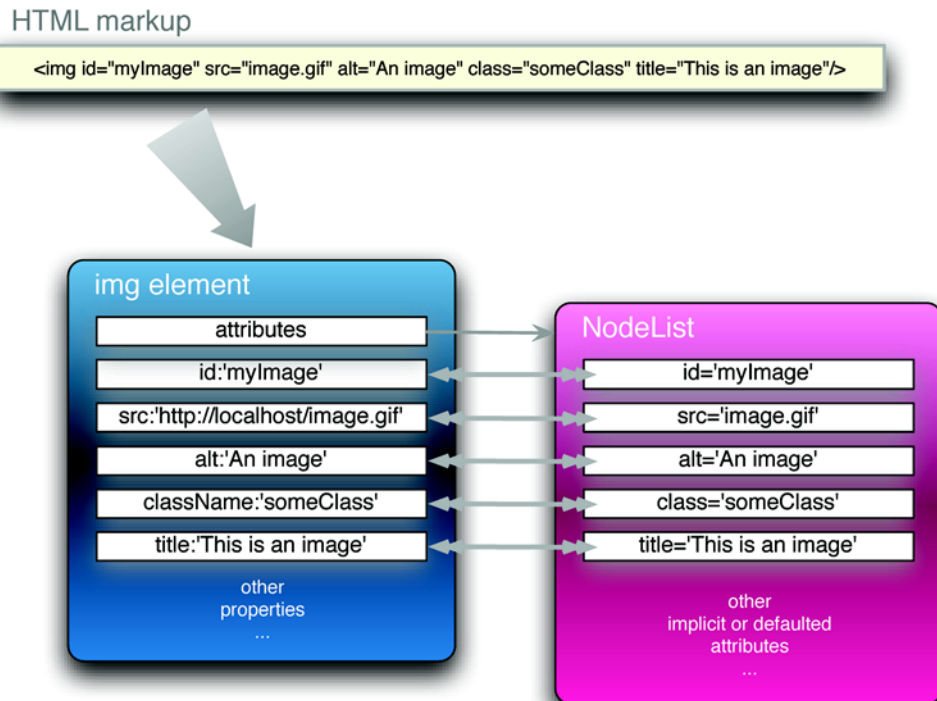 HTML markup
<img id="myImage" src="image.gif" alt="An image" class="someClass" title="This is an image"/>
img element
attributes
id:'myImage'
src:'http://localhost/image.gif'
alt:'An image'
className:'someClass'
title:'This is an image'
other
properties
...
NodeList
id='myImage'
src='image.gif'
alt='An image'
class='someClass'
title='This is an image'
other
implicit or defaulted
attributes
...